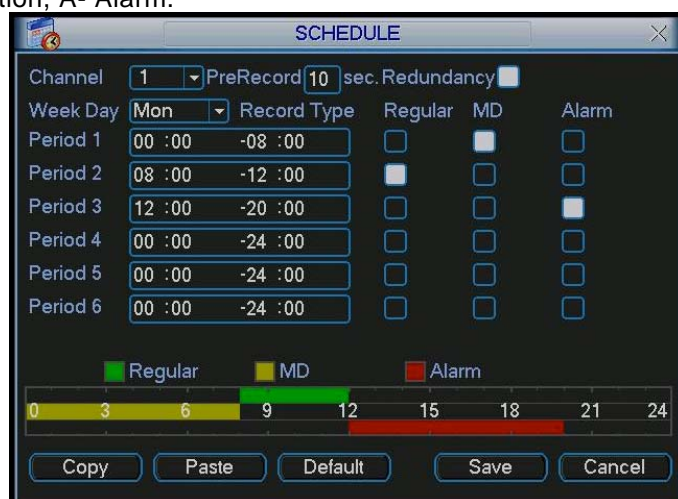 tion, A- Alarm.
SCHEDULE
Channel 1 PreRecord 10 sec. Redundancy
Week Day Mon Record Type Regular MD Alarm
Period 1 00 :00 -08 :00
Period 2 08 :00 -12 :00
Period 3 12 :00 -20 :00
Period 4 00 :00 -24 :00
Period 5 00 :00 -24 :00
Period 6 00 :00 -24 :00
Regular MD Alarm
0 3 6 9 12 15 18 21 24
Copy Paste Default Save Cancel